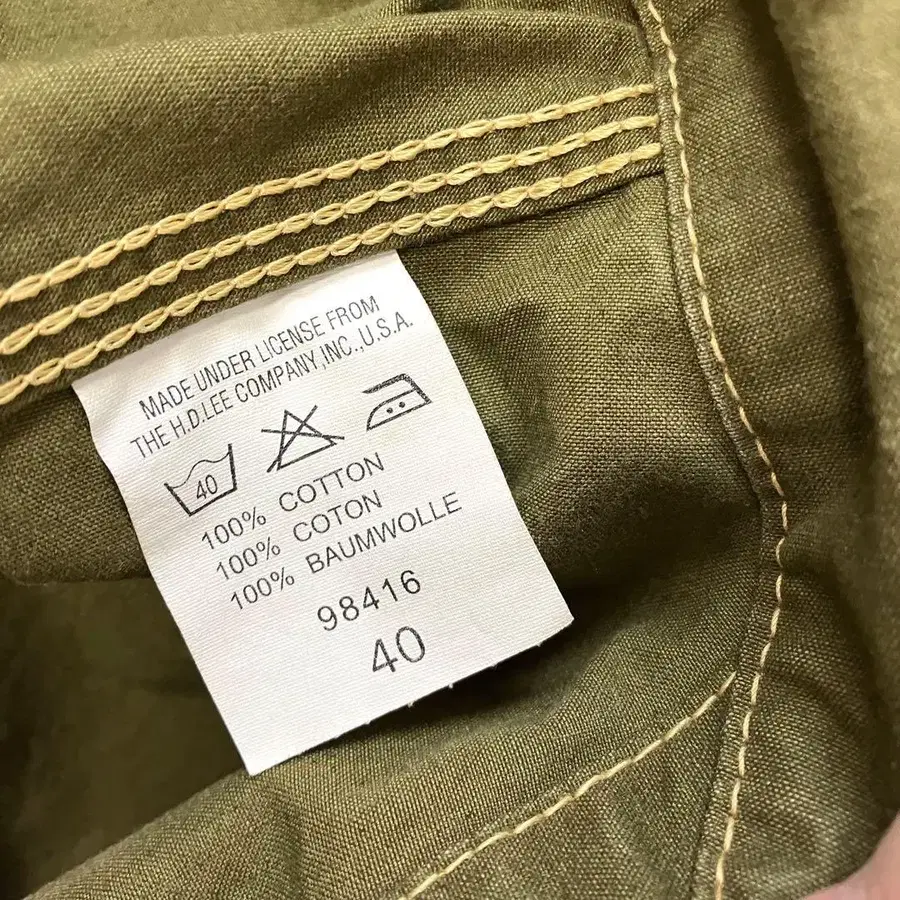 MADE UNDER LICENSE FROM
THE H.D.LEE COMPANY,INC.,U.S.A.
40
100% COTTON
100% COTON
100% BAUMWOLLE
98416
40